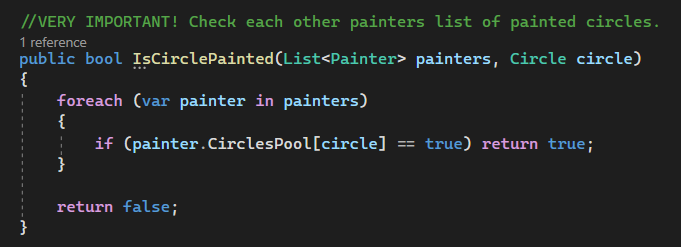 //VERY IMPORTANT! Check each other painters list of painted circles.
1 reference
public bool IsCirclePainted(List<Painter> painters, Circle circle)
{
    foreach (var painter in painters)
    {
        if (painter.CirclesPool[circle] == true) return true;
    }

    return false;
}